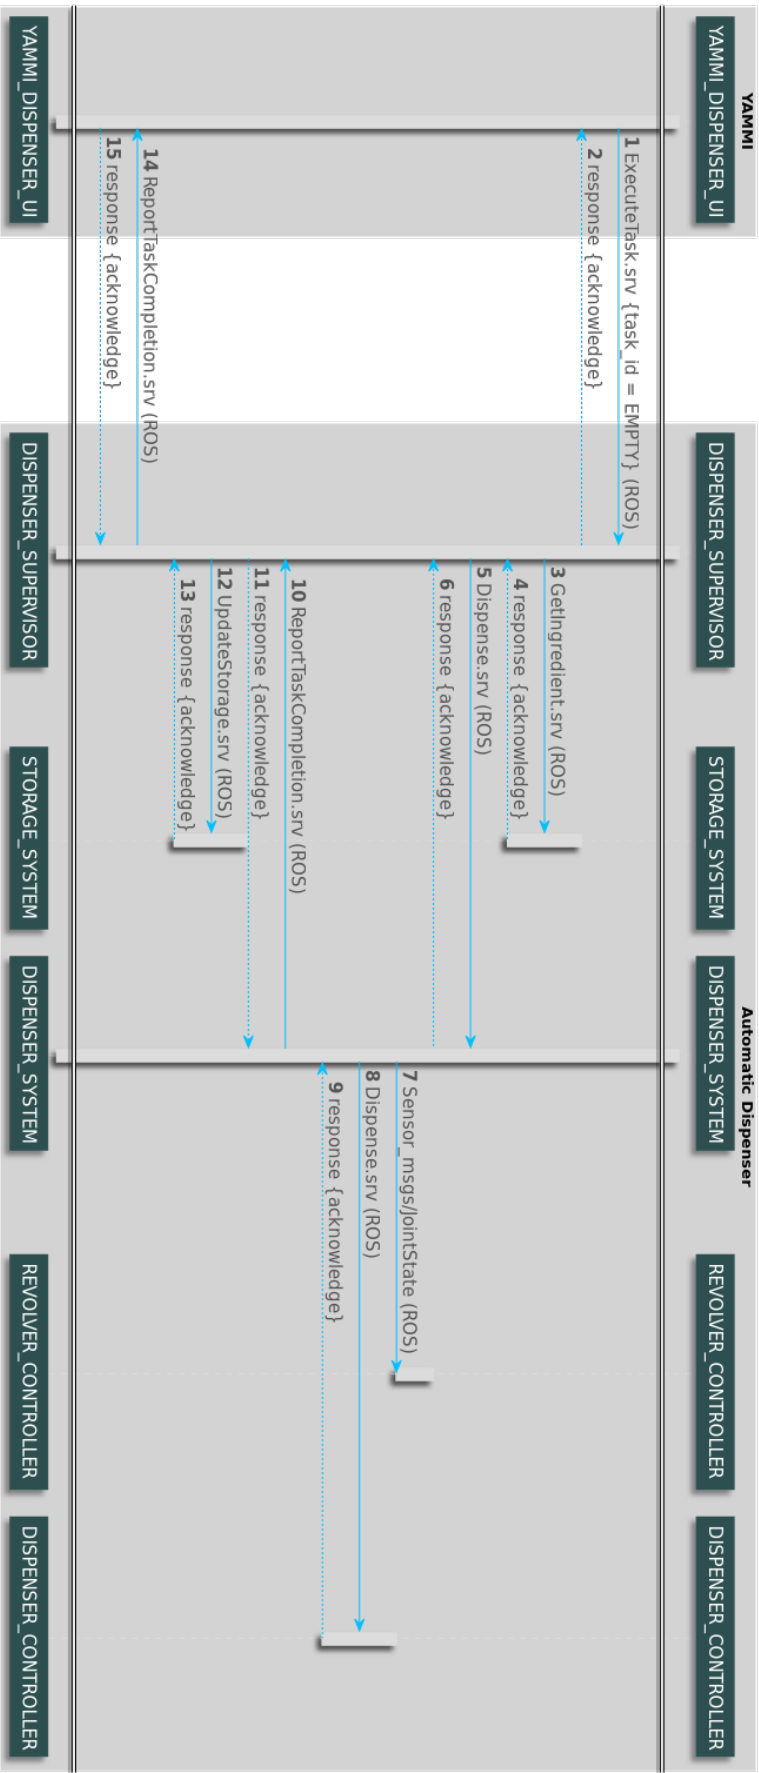 YAMMI
Automatic Dispenser
YAMMI_DISPENSER_UI
DISPENSER_SUPERVISOR
STORAGE_SYSTEM
DISPENSER_SYSTEM
REVOLVER_CONTROLLER
DISPENSER_CONTROLLER
1 ExecuteTask.srv {task_id = EMPTY} (ROS)
2 response {acknowledge}
3 GetIngredient.srv (ROS)
4 response {acknowledge}
5 Dispense.srv (ROS)
6 response {acknowledge}
7 Sensor_msgs/JointState (ROS)
8 Dispense.srv (ROS)
9 response {acknowledge}
10 ReportTaskCompletion.srv (ROS)
11 response {acknowledge}
12 UpdateStorage.srv (ROS)
13 response {acknowledge}
14 ReportTaskCompletion.srv (ROS)
15 response {acknowledge}
YAMMI_DISPENSER_UI
DISPENSER_SUPERVISOR
STORAGE_SYSTEM
DISPENSER_SYSTEM
REVOLVER_CONTROLLER
DISPENSER_CONTROLLER